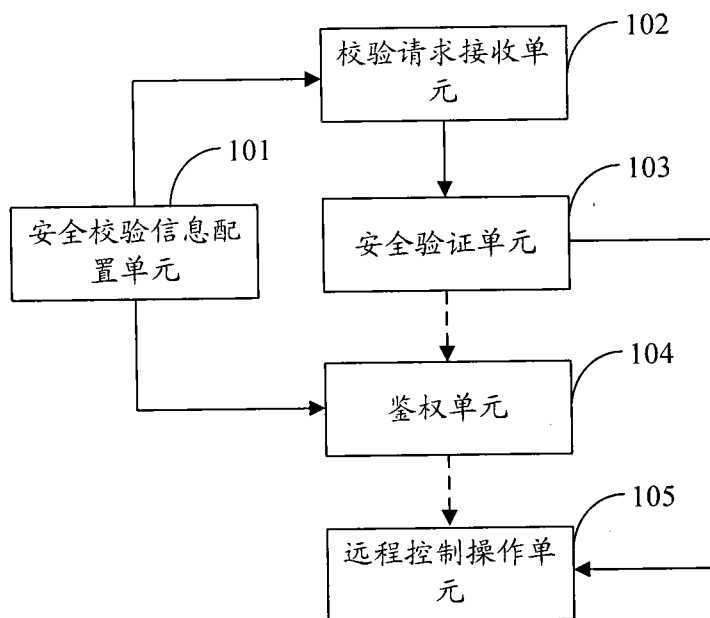 校验请求接收单
元
102
101
安全校验信息配
置单元
103
安全验证单元
104
鉴权单元
105
远程控制操作单
元